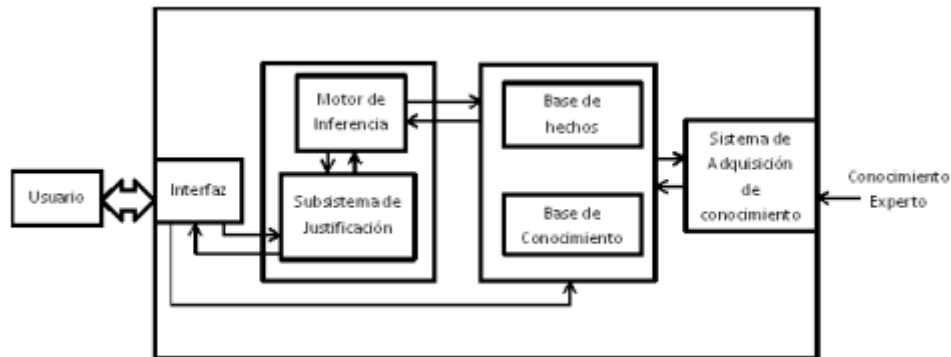 Usuario
Interfaz
Motor de
Inferencia
Subsistema de
Justificación
Base de
hechos
Base de
Conocimiento
Sistema de
Adquisición
de
conocimiento
Conocimiento
Experto